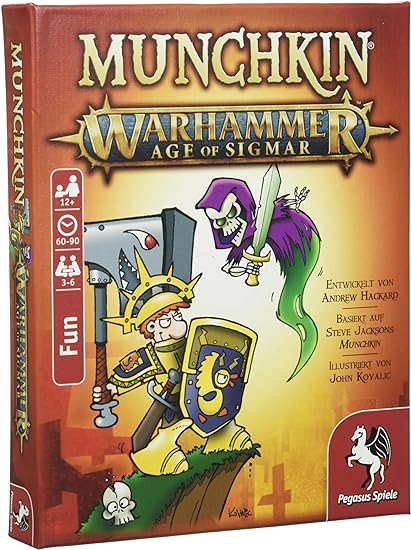 MUNCHKIN®
WARHAMMER
AGE OF SIGMAR
MUNCHKIN
WARHAMMER
12+
60-90
3-6
Fun
ENTWICKELT VON
ANDREW HACKARD
BASIERT AUF
STEVE JACKSONS
MUNCHKIN
ILLUSTRIERT VON
JOHN KOVALIC
Pegasus Spiele
KOVALIC